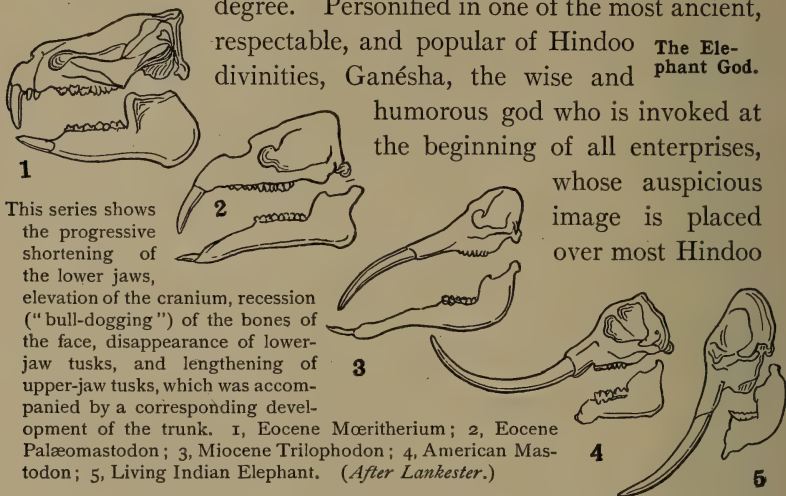 degree. Personified in one of the most ancient,
respectable, and popular of Hindoo
divinities, Ganésha, the wise and
The Ele-
phant God.
humorous god who is invoked at
the beginning of all enterprises,
whose auspicious
image is placed
over most Hindoo
1
2
3
4
5
This series shows
the progressive
shortening of
the lower jaws,
elevation of the cranium, recession
("bull-dogging") of the bones of
the face, disappearance of lower-
jaw tusks, and lengthening of
upper-jaw tusks, which was accom-
panied by a corresponding devel-
opment of the trunk. 1, Eocene Mœritherium; 2, Eocene
Palæomastodon; 3, Miocene Trilophodon; 4, American Mas-
todon; 5, Living Indian Elephant. (After Lankester.)